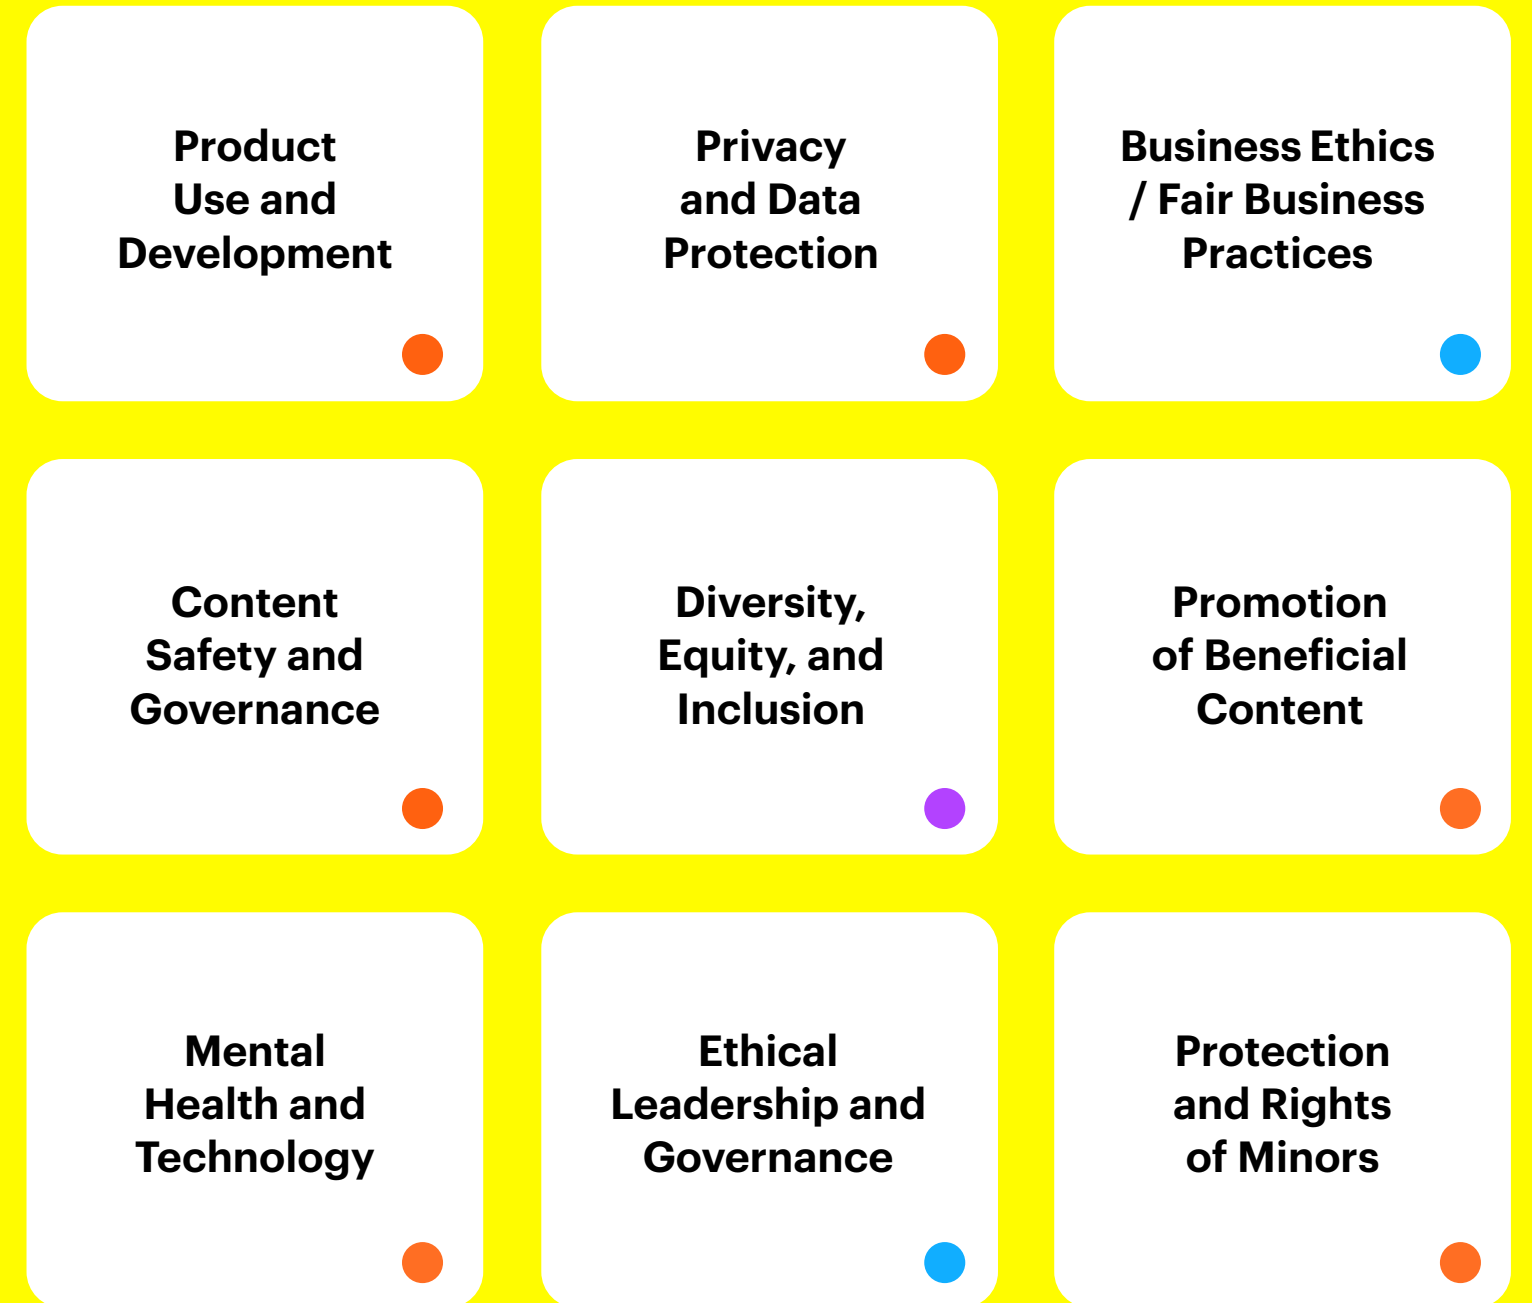 Product
Use and
Development
Privacy
and Data
Protection
Business Ethics
/ Fair Business
Practices
Content
Safety and
Governance
Diversity,
Equity, and
Inclusion
Promotion
of Beneficial
Content
Mental
Health and
Technology
Ethical
Leadership and
Governance
Protection
and Rights
of Minors